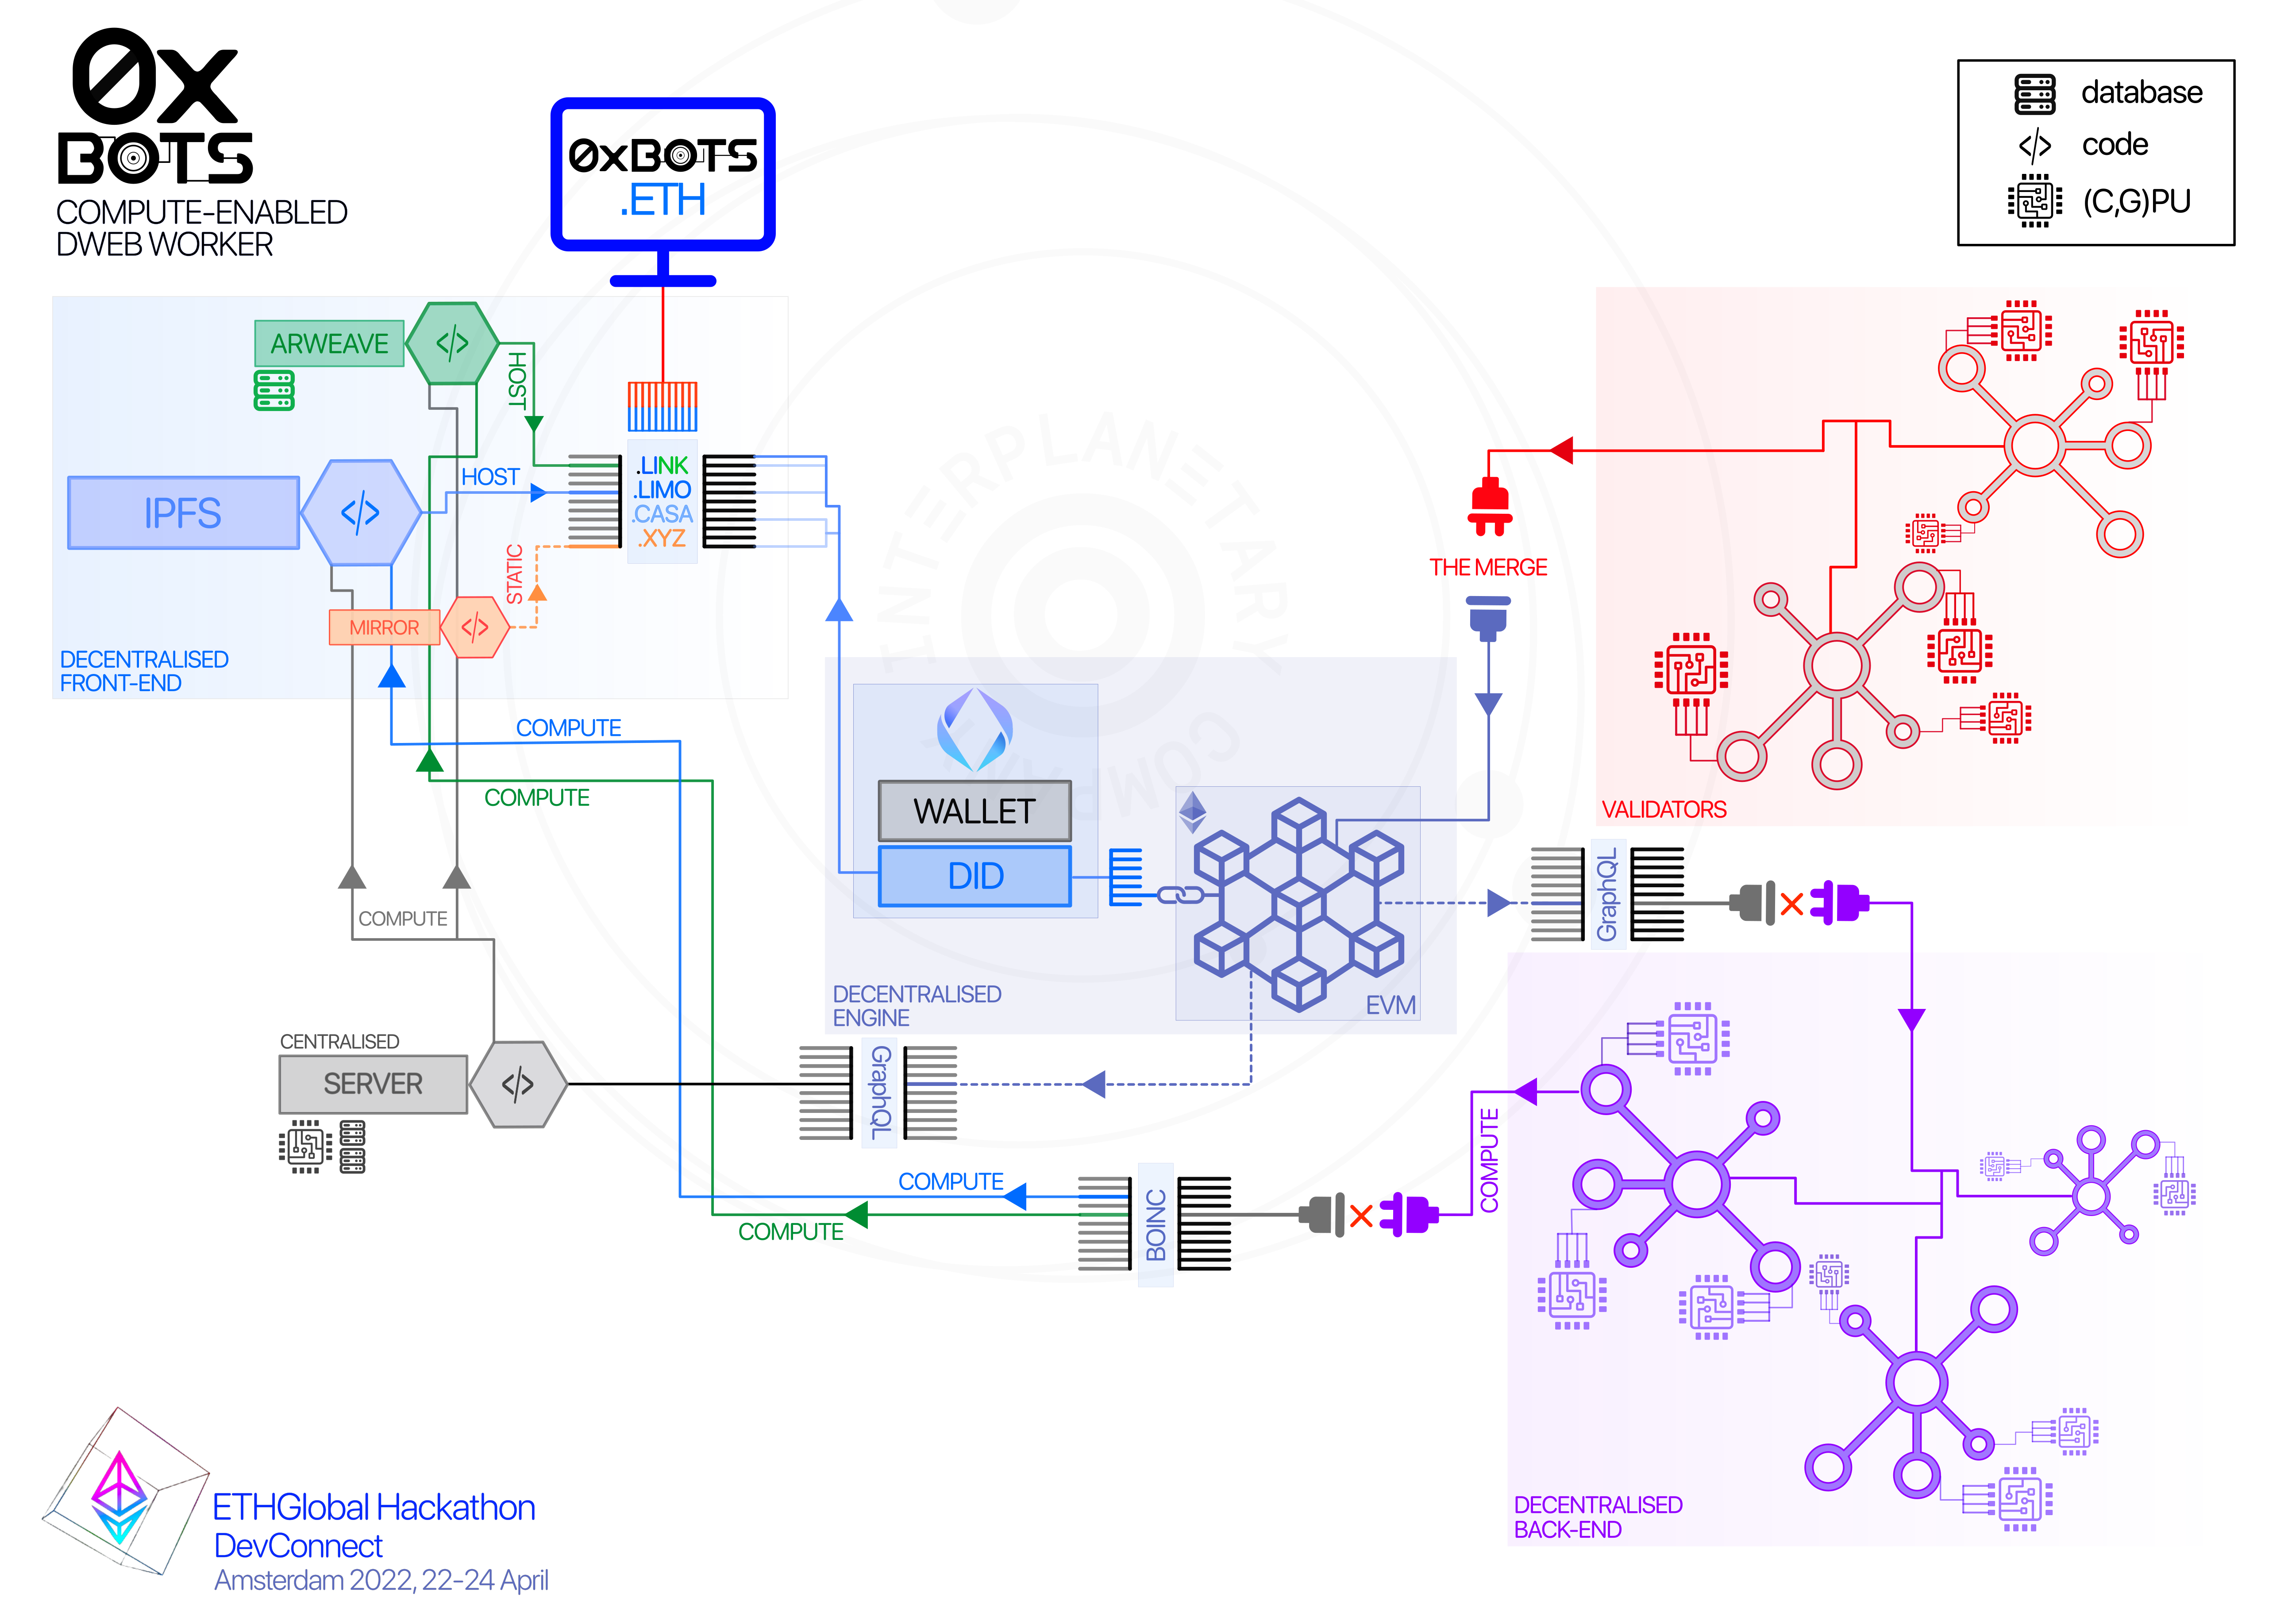 0x
BOTS
COMPUTE-ENABLED
DWEB WORKER
0xBOTS
.ETH
database
</> code
(C,G)PU
ARWEAVE
</>
HOST
IPFS
</>
HOST
.LINK
.LIMO
.CASA
.XYZ
STATIC
MIRROR
</>
DECENTRALISED
FRONT-END
INTERPLANETARY
COMPANY
THE MERGE
VALIDATORS
COMPUTE
COMPUTE
COMPUTE
WALLET
DID
EVM
DECENTRALISED
ENGINE
GraphQL
CENTRALISED
SERVER
</>
GraphQL
COMPUTE
COMPUTE
BOINC
COMPUTE
DECENTRALISED
BACK-END
ETHGlobal Hackathon
DevConnect
Amsterdam 2022, 22-24 April